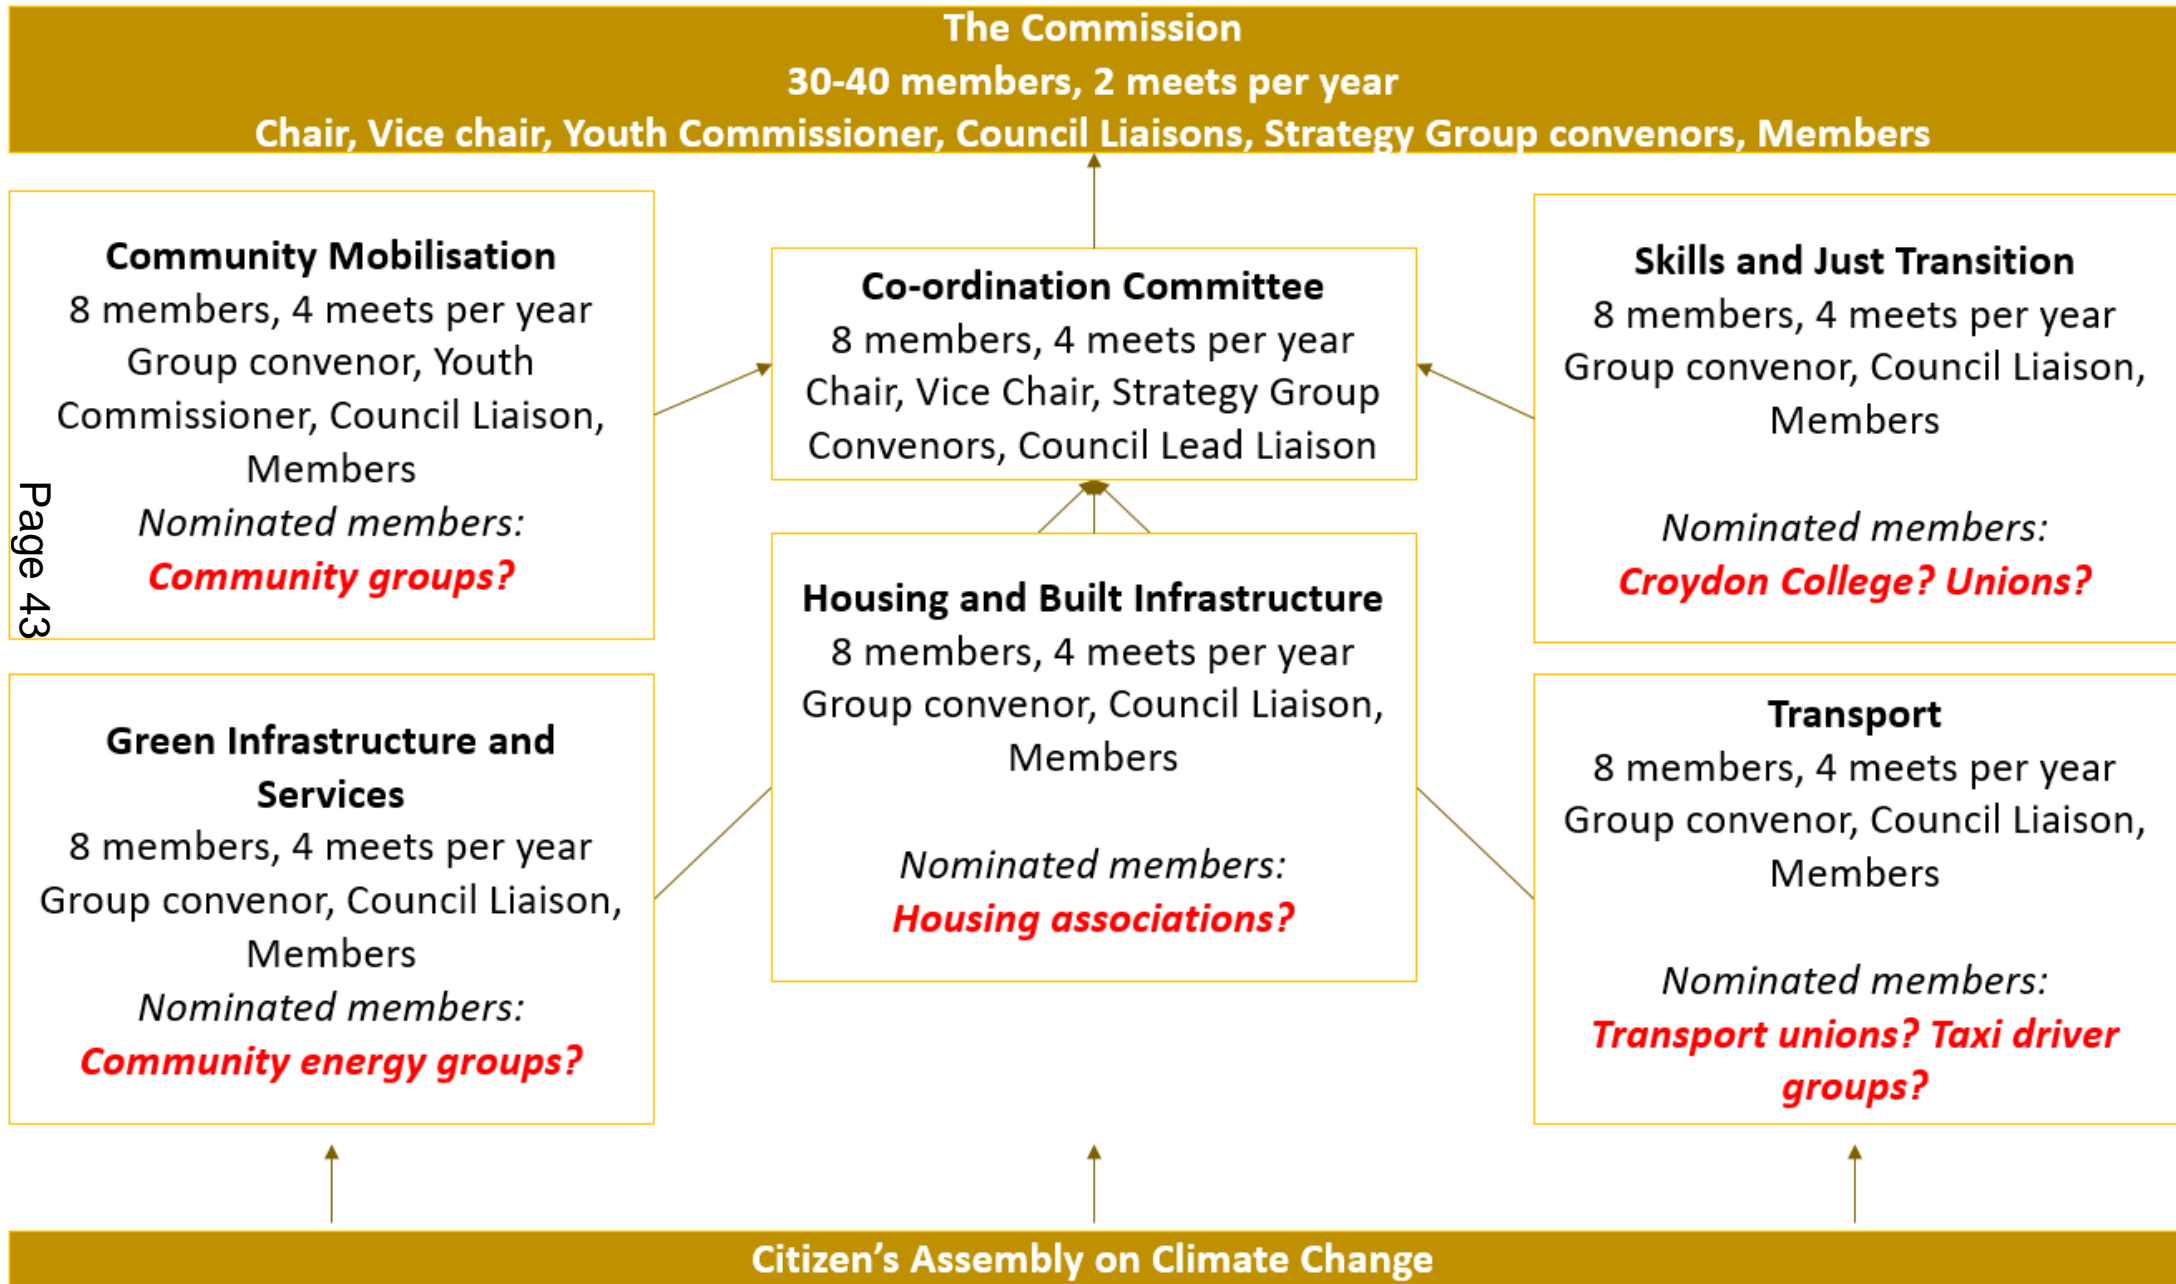 The Commission
30-40 members, 2 meets per year
Chair, Vice chair, Youth Commissioner, Council Liaisons, Strategy Group convenors, Members
Community Mobilisation
8 members, 4 meets per year
Group convenor, Youth
Commissioner, Council Liaison,
Members
Nominated members:
Community groups?
Co-ordination Committee
8 members, 4 meets per year
Chair, Vice Chair, Strategy Group
Convenors, Council Lead Liaison
Skills and Just Transition
8 members, 4 meets per year
Group convenor, Council Liaison,
Members
Nominated members:
Croydon College? Unions?
Page 43
Green Infrastructure and
Services
8 members, 4 meets per year
Group convenor, Council Liaison,
Members
Nominated members:
Community energy groups?
Housing and Built Infrastructure
8 members, 4 meets per year
Group convenor, Council Liaison,
Members
Nominated members:
Housing associations?
Transport
8 members, 4 meets per year
Group convenor, Council Liaison,
Members
Nominated members:
Transport unions? Taxi driver
groups?
Citizen’s Assembly on Climate Change